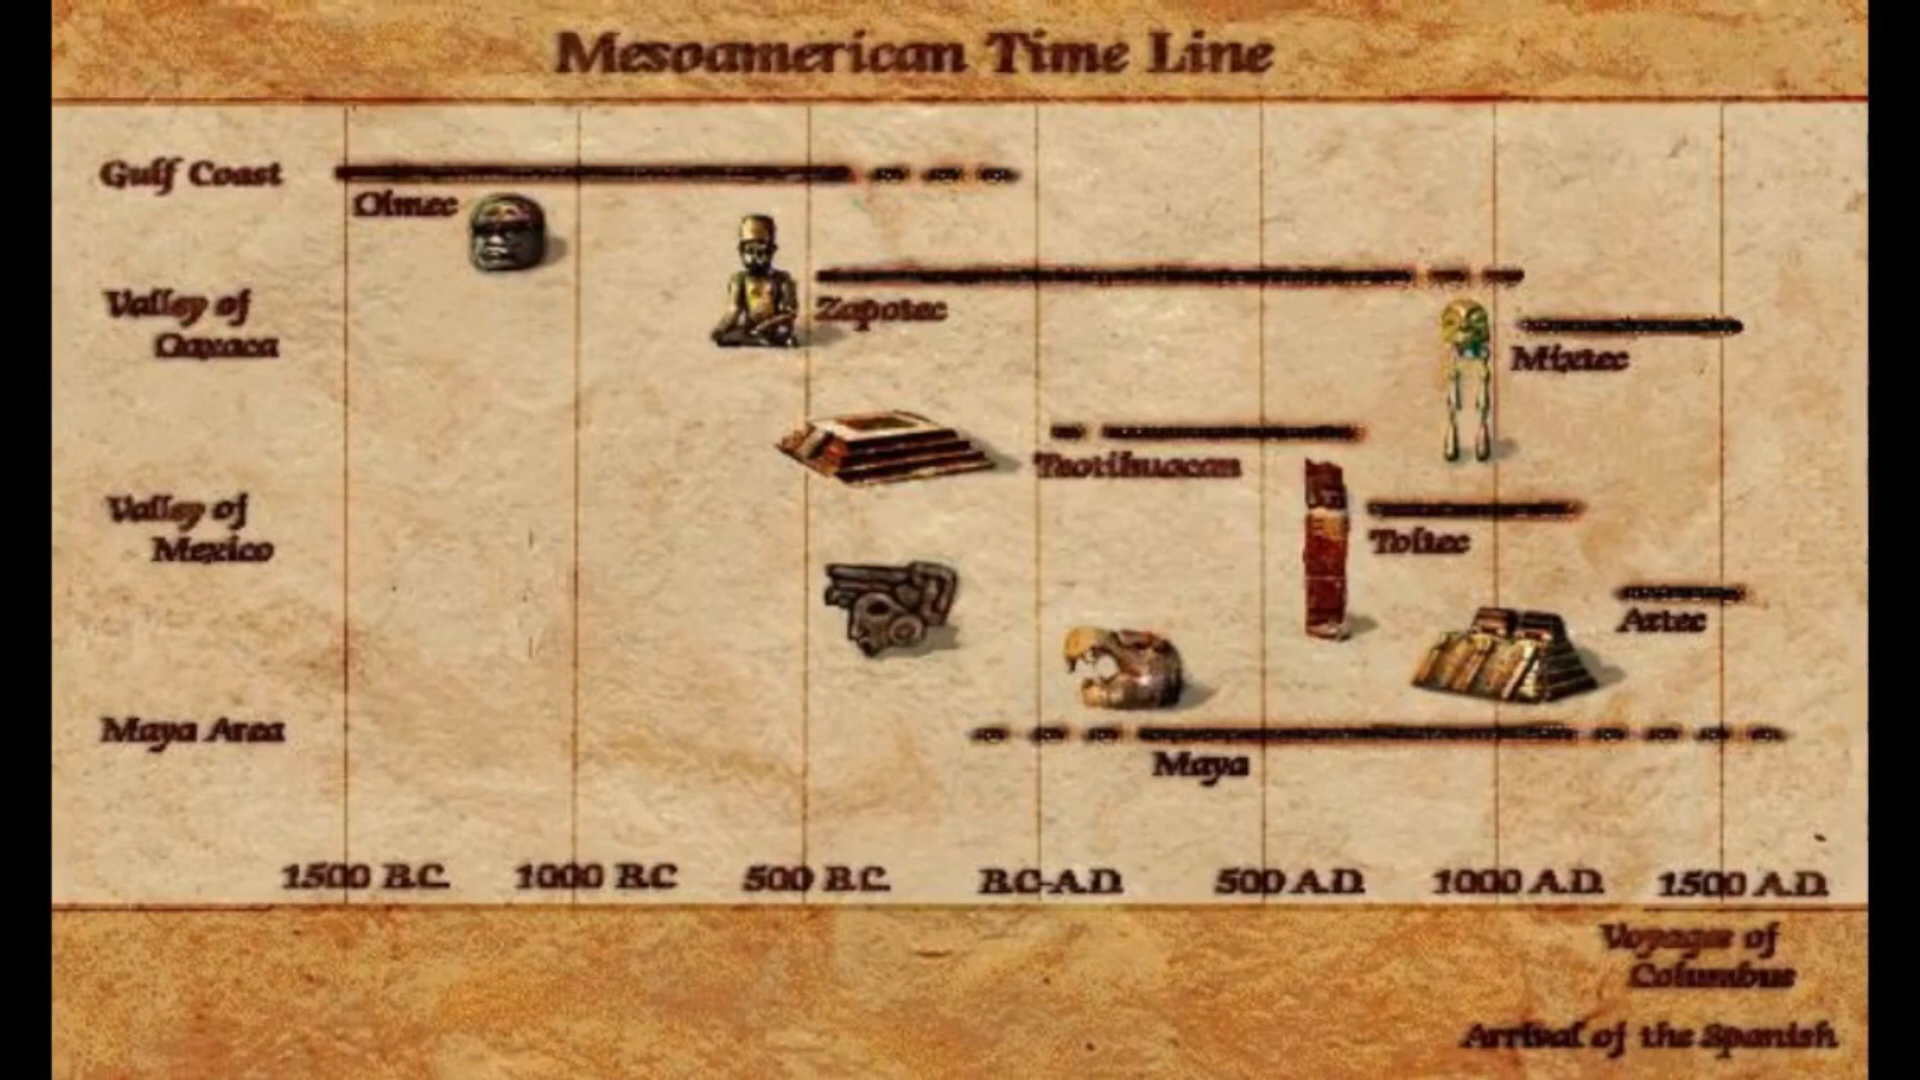 Mesoamerican Time Line
Gulf Coast
Olmec
Zapotec
Valley of
Oaxaca
Mixtec
Teotihuacan
Valley of
Mexico
Toltec
Aztec
Maya Area
Maya
1500 B.C. 1000 B.C 500 B.C. B.C-A.D. 500 A.D. 1000 A.D. 1500 A.D.
Voyages of
Columbus
Arrival of the Spanish